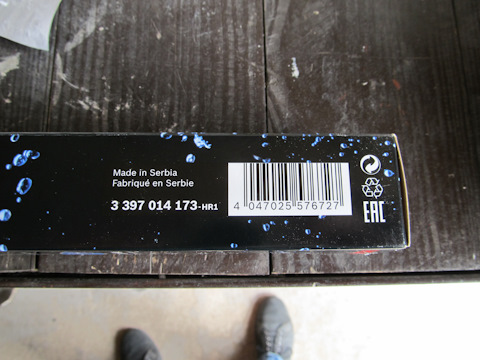 Made in Serbia
Fabriqué en Serbie
3 397 014 173-HR1
4 047025 576727
EAC